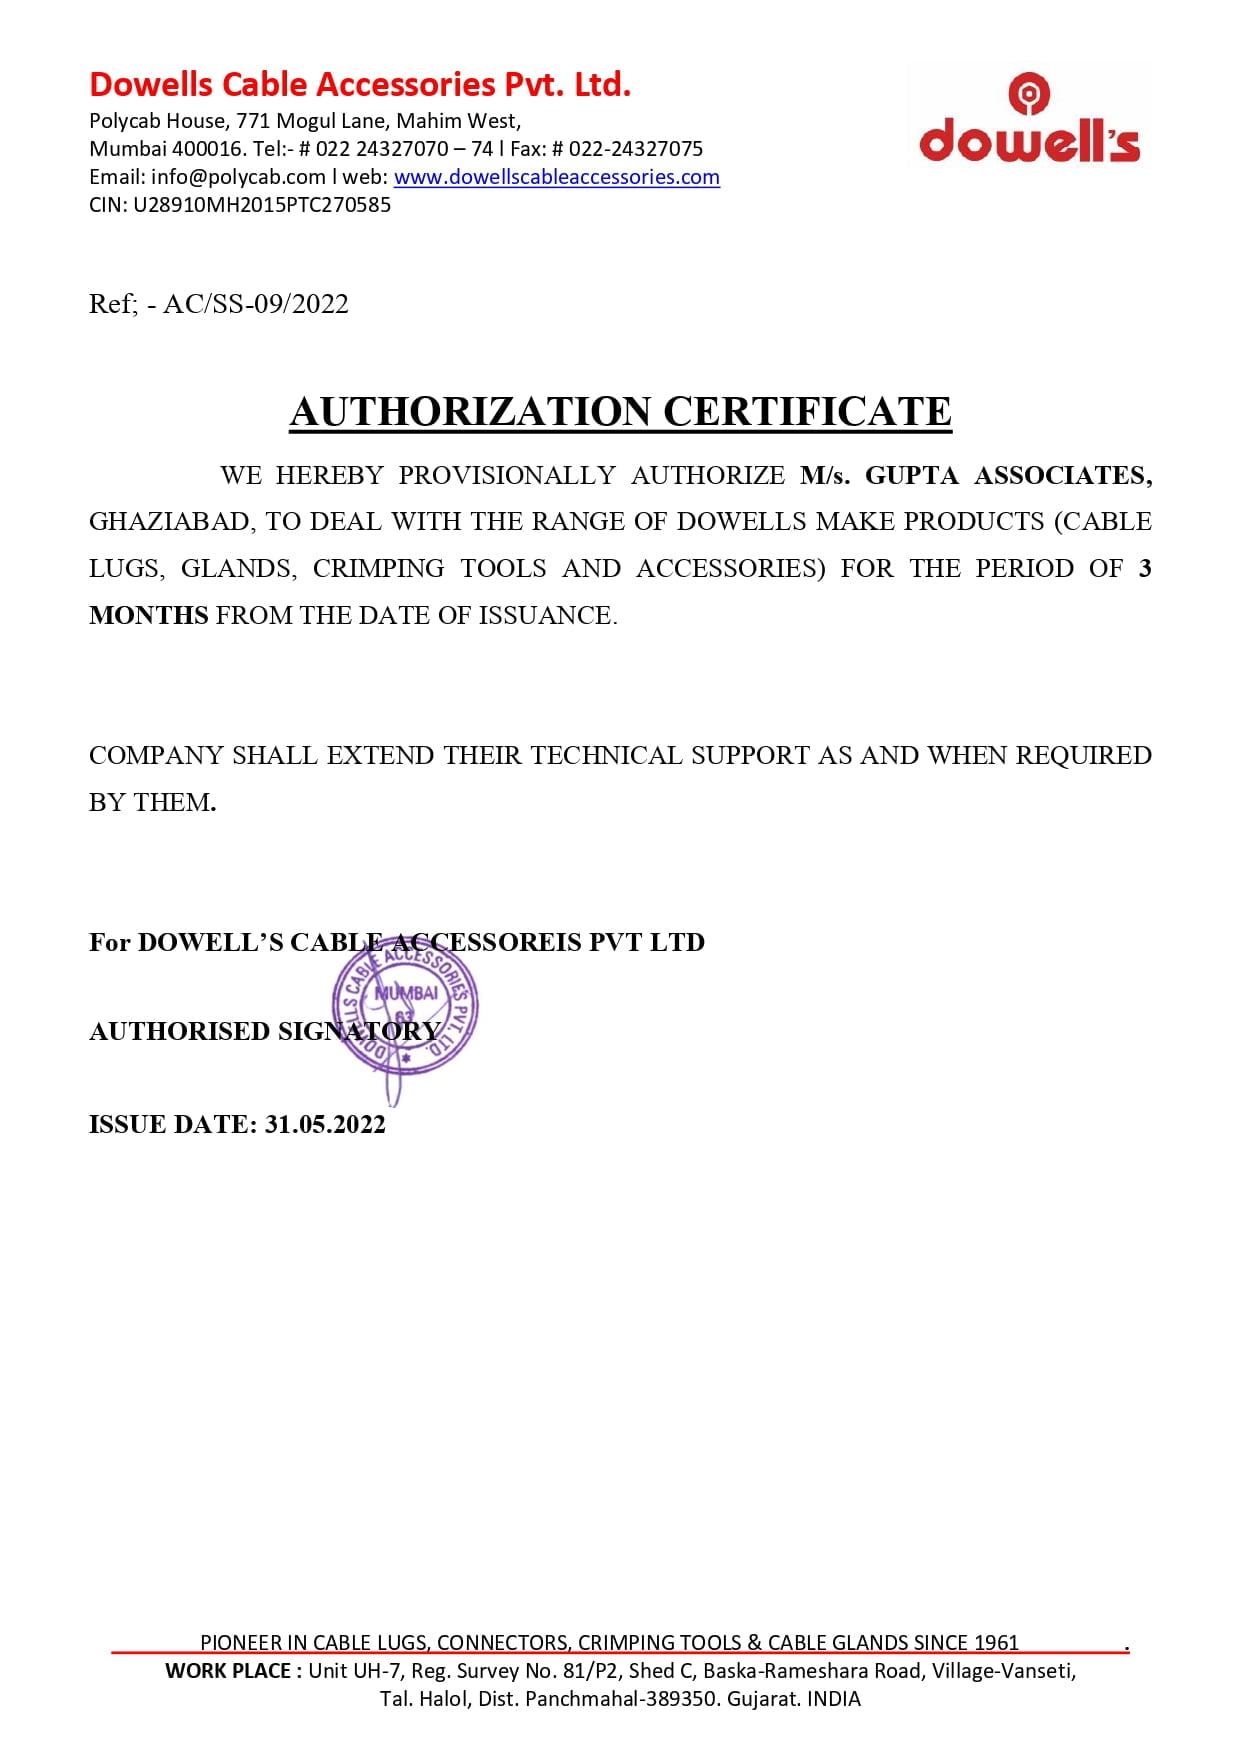 Dowells Cable Accessories Pvt. Ltd.
dowell's
Polycab House, 771 Mogul Lane, Mahim West,
Mumbai 400016. Tel:- # 022 24327070 – 74 l Fax: # 022-24327075
Email: info@polycab.com l web: www.dowellscableaccessories.com
CIN: U28910MH2015PTC270585
Ref; - AC/SS-09/2022
AUTHORIZATION CERTIFICATE
WE HEREBY PROVISIONALLY AUTHORIZE M/s. GUPTA ASSOCIATES,
GHAZIABAD, TO DEAL WITH THE RANGE OF DOWELLS MAKE PRODUCTS (CABLE
LUGS, GLANDS, CRIMPING TOOLS AND ACCESSORIES) FOR THE PERIOD OF 3
MONTHS FROM THE DATE OF ISSUANCE.
COMPANY SHALL EXTEND THEIR TECHNICAL SUPPORT AS AND WHEN REQUIRED
BY THEM.
For DOWELL’S CABLE ACCESSOREIS PVT LTD
DOWELLS CABLE ACCESSORIES PVT. LTD.
MUMBAI
63
AUTHORISED SIGNATORY
ISSUE DATE: 31.05.2022
PIONEER IN CABLE LUGS, CONNECTORS, CRIMPING TOOLS & CABLE GLANDS SINCE 1961 .
WORK PLACE : Unit UH-7, Reg. Survey No. 81/P2, Shed C, Baska-Rameshara Road, Village-Vanseti,
Tal. Halol, Dist. Panchmahal-389350. Gujarat. INDIA